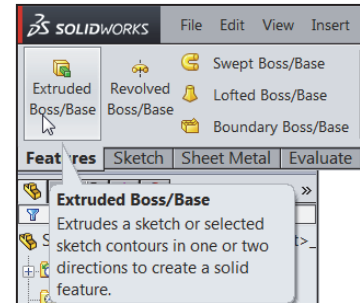 SOLIDWORKS File Edit View Insert
Extruded Boss/Base
Revolved Boss/Base
Swept Boss/Base
Lofted Boss/Base
Boundary Boss/Base
Features Sketch Sheet Metal Evaluate
»
Extruded Boss/Base
Extrudes a sketch or selected
sketch contours in one or two
directions to create a solid
feature.